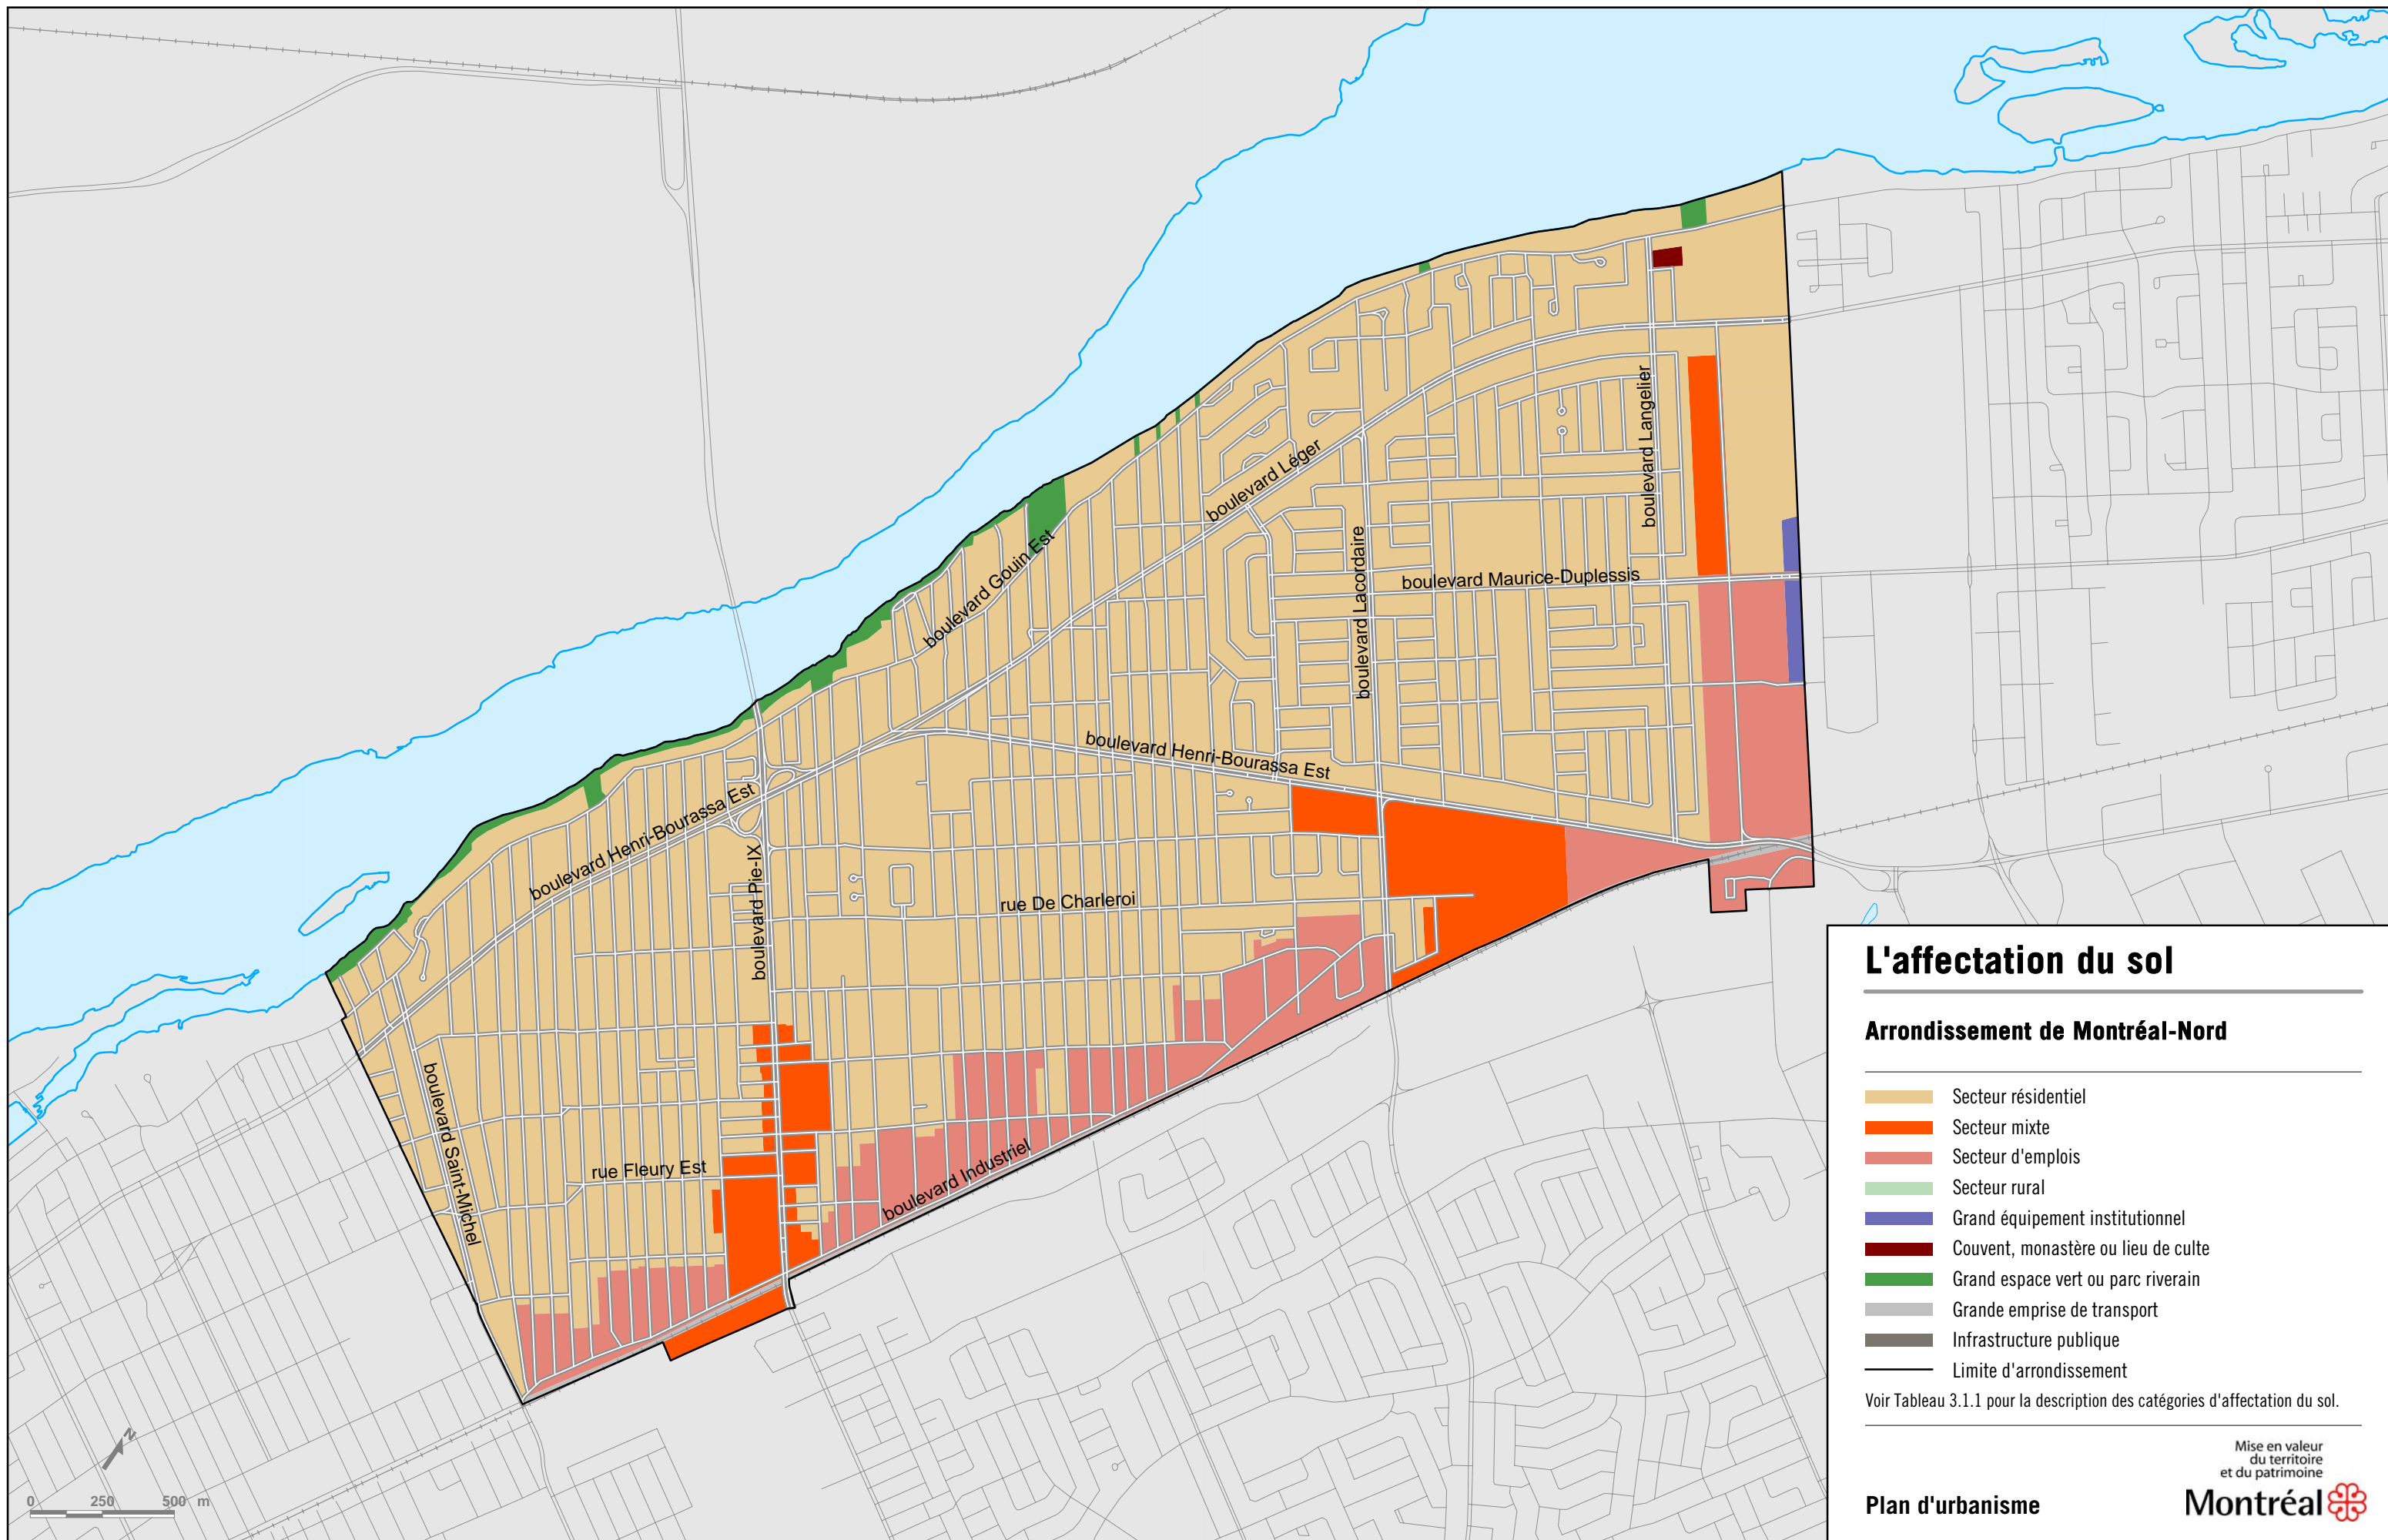 boulevard Léger
boulevard Langelier
boulevard Gouin Est
boulevard Lacordaire
boulevard Maurice-Duplessis
boulevard Henri-Bourassa Est
boulevard Henri-Bourassa Est
boulevard Pie-IX
rue De Charleroi
boulevard Saint-Michel
rue Fleury Est
boulevard Industriel
N
0 250 500 m
L'affectation du sol
Arrondissement de Montréal-Nord
Secteur résidentiel
Secteur mixte
Secteur d'emplois
Secteur rural
Grand équipement institutionnel
Couvent, monastère ou lieu de culte
Grand espace vert ou parc riverain
Grande emprise de transport
Infrastructure publique
Limite d'arrondissement
Voir Tableau 3.1.1 pour la description des catégories d'affectation du sol.
Mise en valeur
du territoire
et du patrimoine
Plan d'urbanisme
Montréal